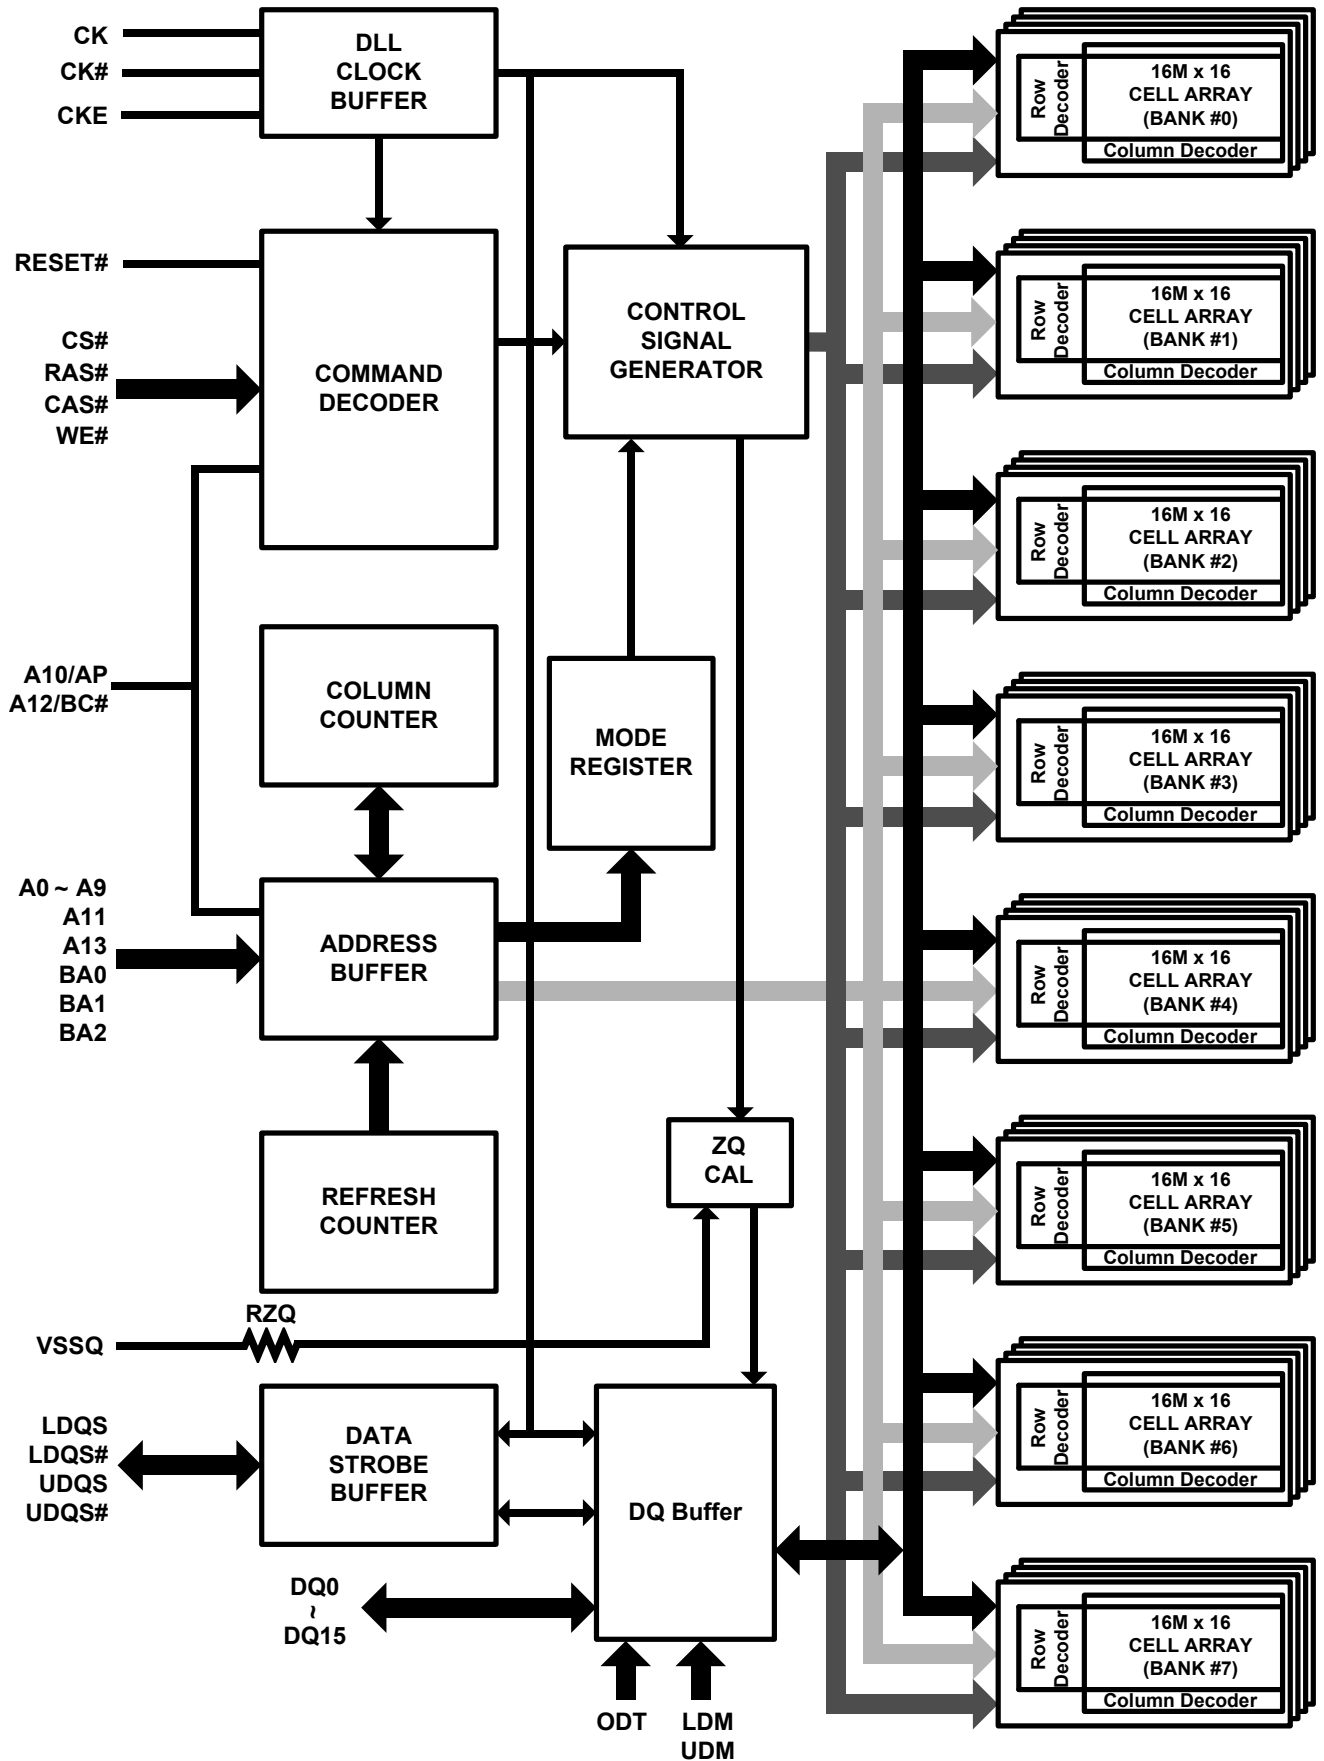 CK
CK#
CKE
DLL
CLOCK
BUFFER
RESET#
CS#
RAS#
CAS#
WE#
COMMAND
DECODER
CONTROL
SIGNAL
GENERATOR
A10/AP
A12/BC#
COLUMN
COUNTER
MODE
REGISTER
A0 ~ A9
A11
A13
BA0
BA1
BA2
ADDRESS
BUFFER
REFRESH
COUNTER
ZQ
CAL
RZQ
VSSQ
LDQS
LDQS#
UDQS
UDQS#
DATA
STROBE
BUFFER
DQ Buffer
DQ0
~
DQ15
ODT
LDM
UDM
Row
Decoder
16M x 16
CELL ARRAY
(BANK #0)
Column Decoder
Row
Decoder
16M x 16
CELL ARRAY
(BANK #1)
Column Decoder
Row
Decoder
16M x 16
CELL ARRAY
(BANK #2)
Column Decoder
Row
Decoder
16M x 16
CELL ARRAY
(BANK #3)
Column Decoder
Row
Decoder
16M x 16
CELL ARRAY
(BANK #4)
Column Decoder
Row
Decoder
16M x 16
CELL ARRAY
(BANK #5)
Column Decoder
Row
Decoder
16M x 16
CELL ARRAY
(BANK #6)
Column Decoder
Row
Decoder
16M x 16
CELL ARRAY
(BANK #7)
Column Decoder